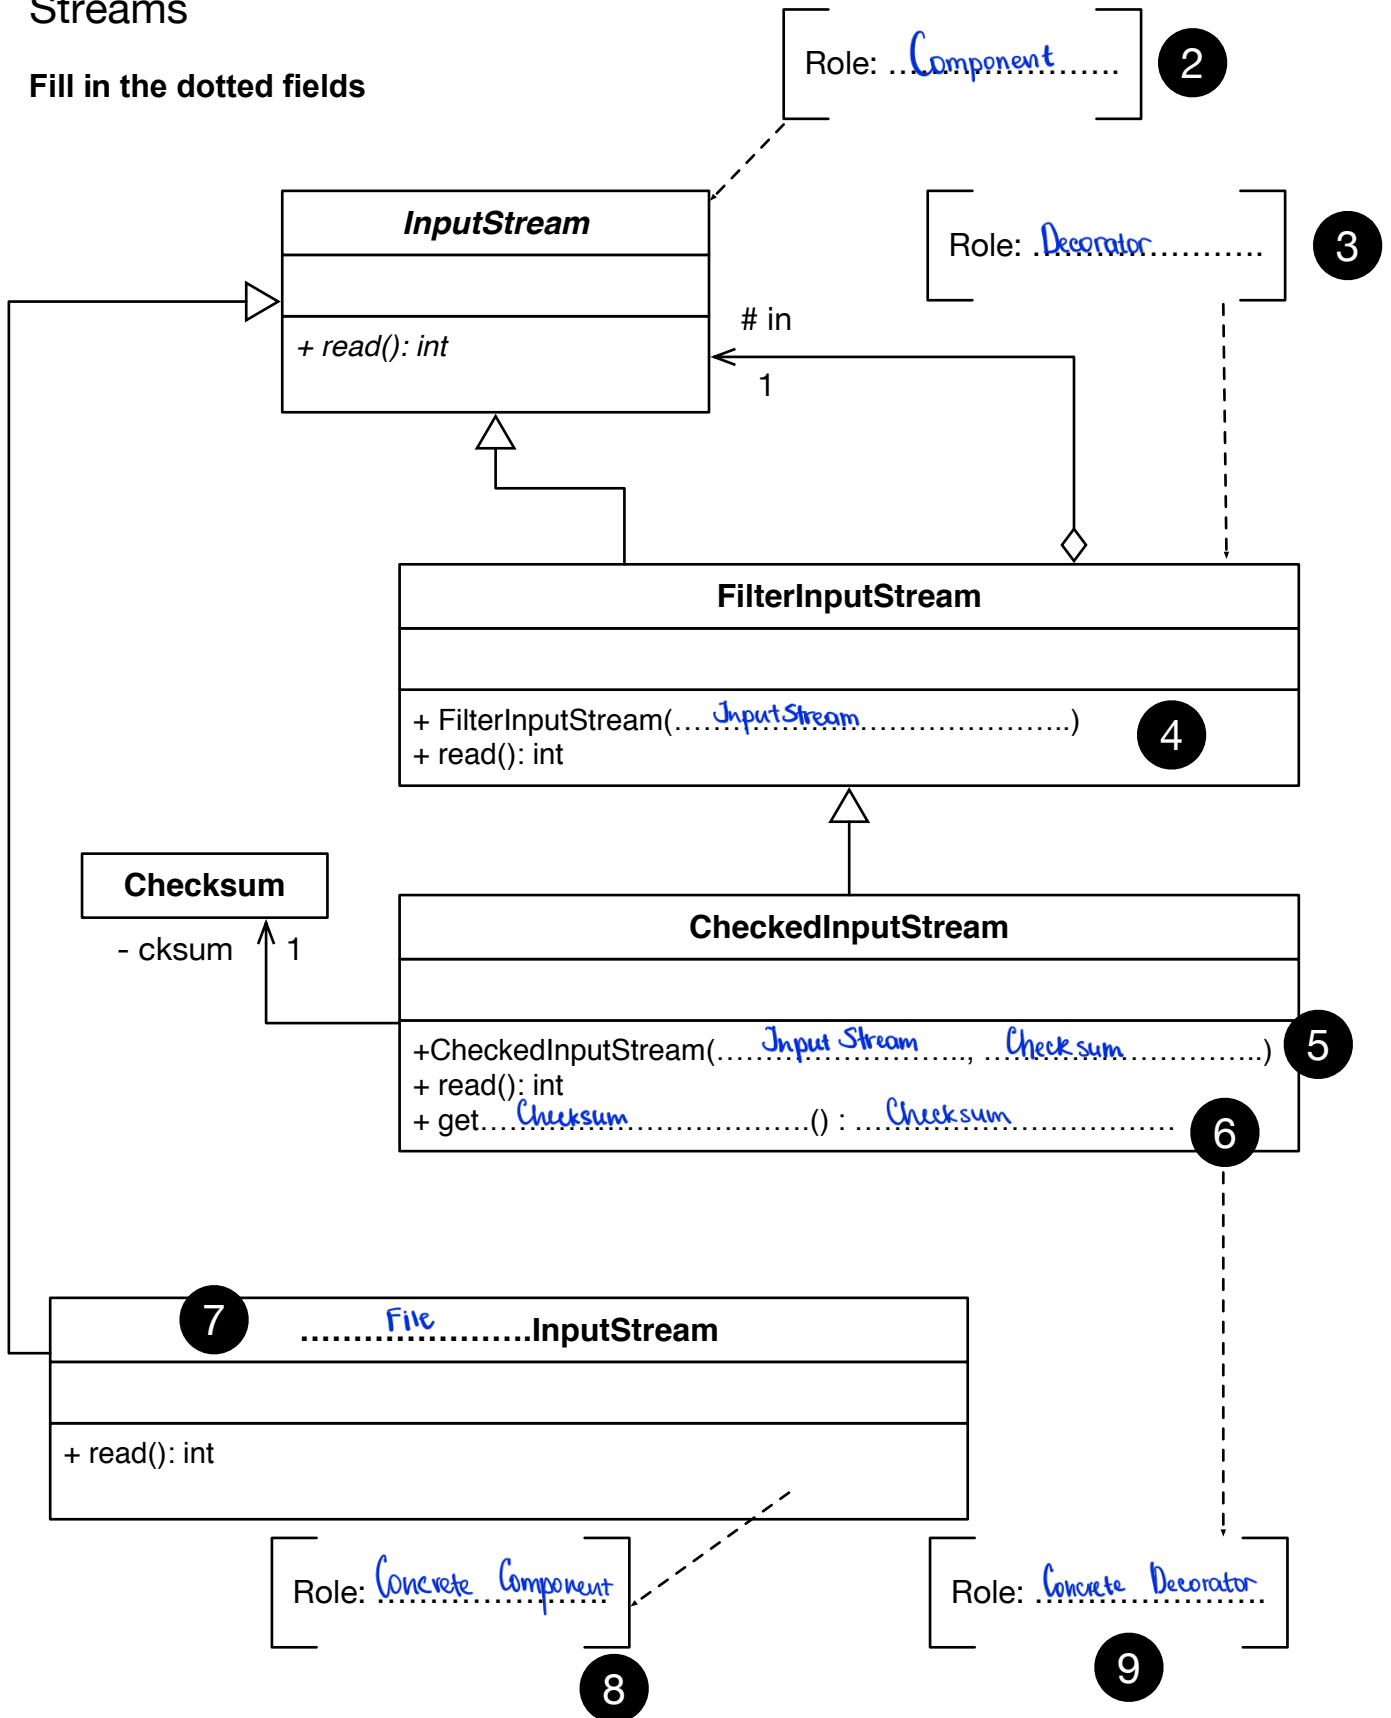 Streams
Role: Component
2
Fill in the dotted fields
InputStream
Role: Decorator
3
# in
+ read(): int
1
FilterInputStream
+ FilterInputStream(....InputStream....)
4
+ read(): int
Checksum
CheckedInputStream
- cksum
1
+CheckedInputStream(....Input Stream...., ....Checksum....)
5
+ read(): int
+ get....Checksum....() : ....Checksum....
6
7
....File....InputStream
+ read(): int
Role: Concrete Component
Role: Concrete Decorator
8
9